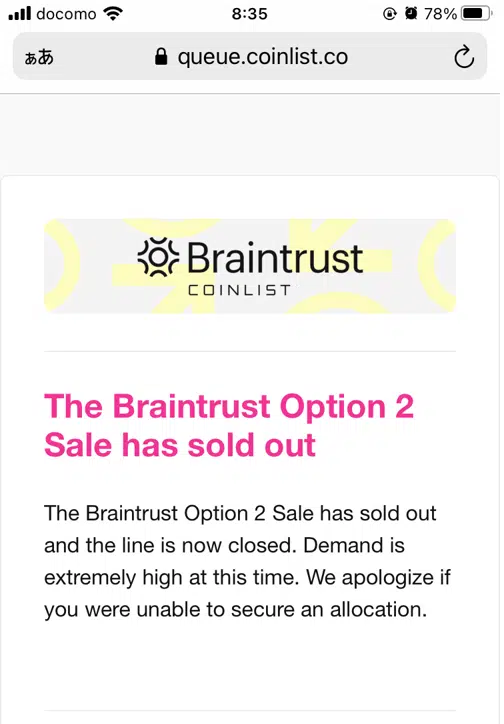 docomo 8:35 78%
ぁあ queue.coinlist.co
Braintrust
COINLIST
The Braintrust Option 2
Sale has sold out
The Braintrust Option 2 Sale has sold out
and the line is now closed. Demand is
extremely high at this time. We apologize if
you were unable to secure an allocation.